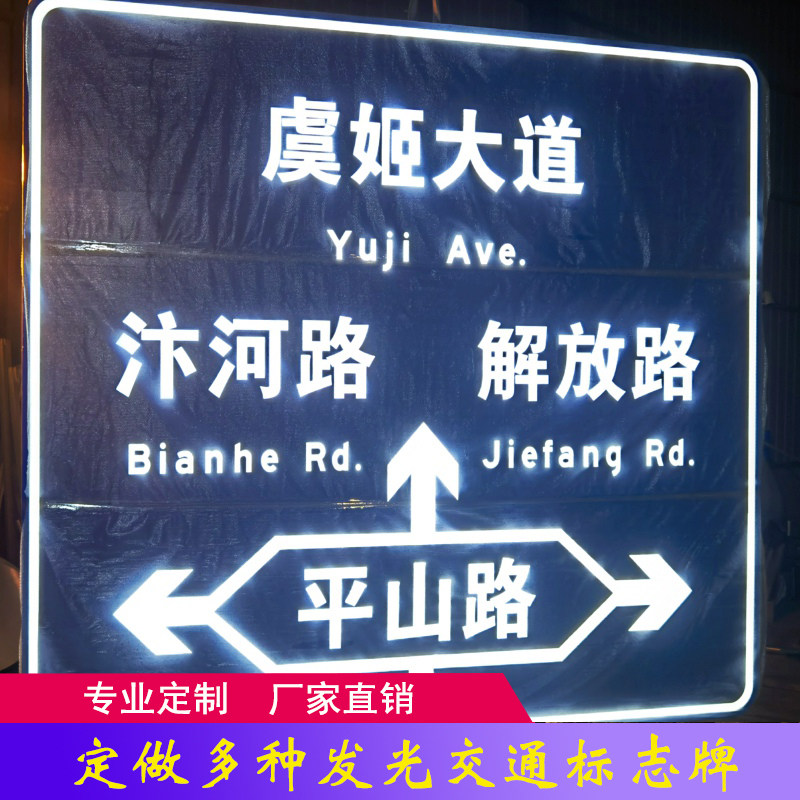 虞姬大道
Yuji Ave.
汴河路 解放路
Bianhe Rd. Jiefang Rd.
平山路
专业定制 厂家直销
定做多种发光交通标志牌